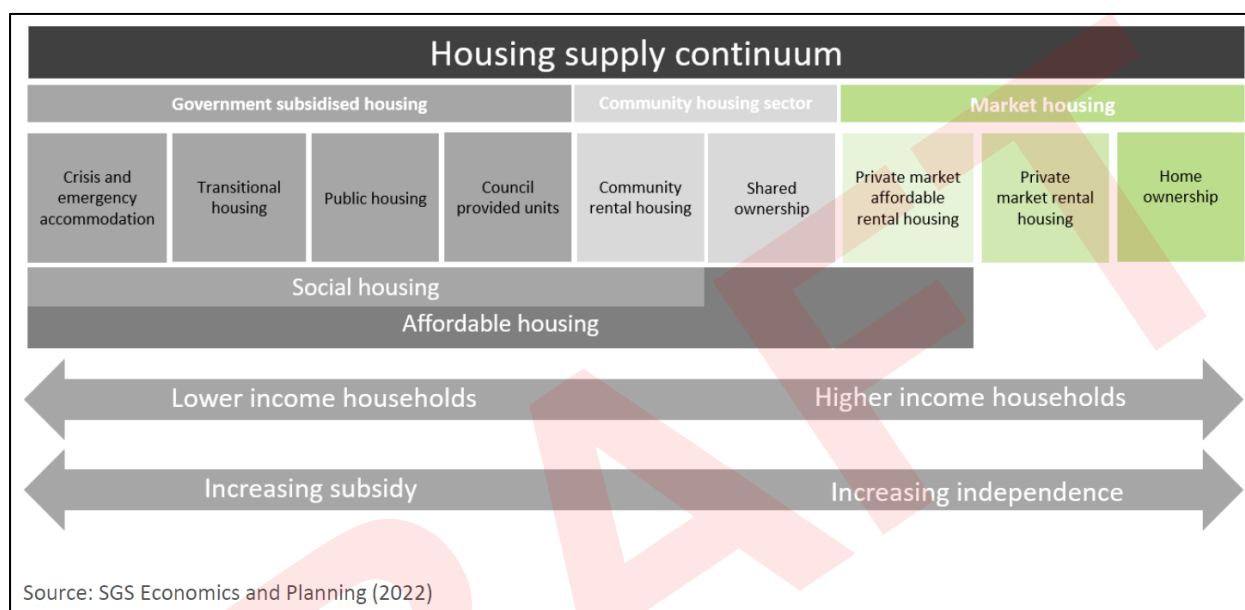 Housing supply continuum
Government subsidised housing
Community housing sector
Market housing
Crisis and
emergency
accommodation
Transitional
housing
Public housing
Council
provided units
Community
rental housing
Shared
ownership
Private market
affordable
rental housing
Private
market rental
housing
Home
ownership
Social housing
Affordable housing
Lower income households
Higher income households
Increasing subsidy
Increasing independence
Source: SGS Economics and Planning (2022)
RAFT